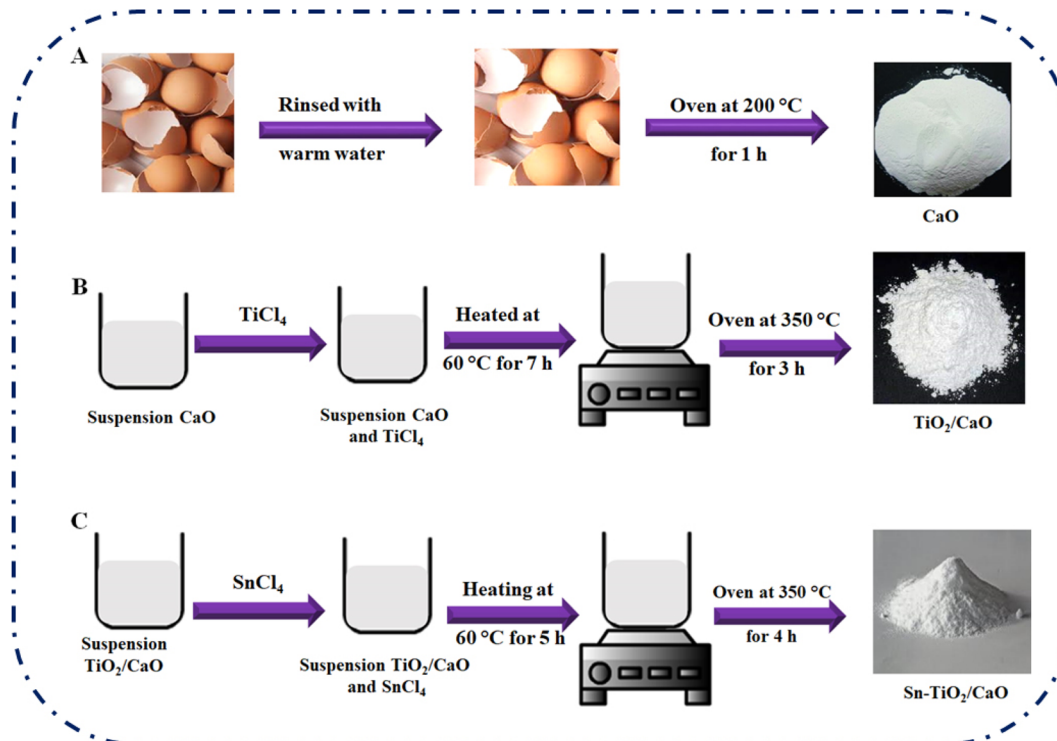 A
Rinsed with
warm water
Oven at 200 °C
for 1 h
CaO
B
TiCl₄
Heated at
60 °C for 7 h
Oven at 350 °C
for 3 h
Suspension CaO
Suspension CaO
and TiCl₄
TiO₂/CaO
C
SnCl₄
Heating at
60 °C for 5 h
Oven at 350 °C
for 4 h
Suspension
TiO₂/CaO
Suspension TiO₂/CaO
and SnCl₄
Sn-TiO₂/CaO